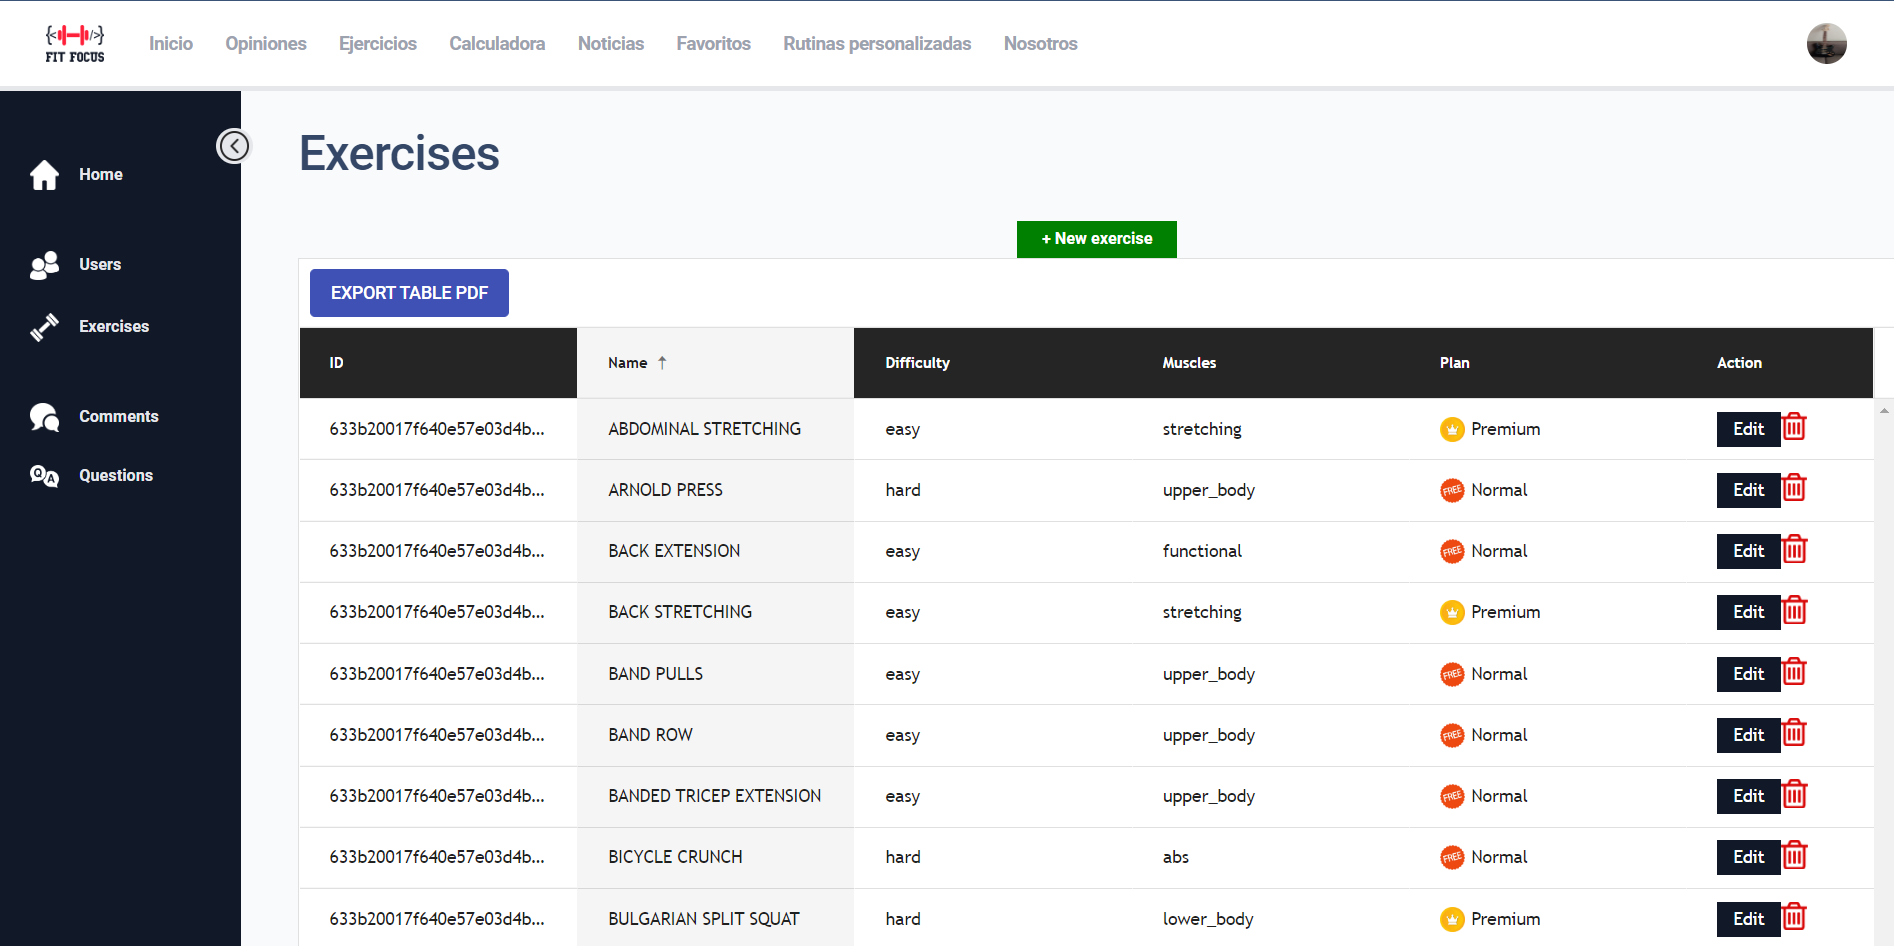 {</>}
FIT FOCUS
Inicio Opiniones Ejercicios Calculadora Noticias Favoritos Rutinas personalizadas Nosotros
Home
Users
Exercises
Comments
Q A Questions
Exercises
+ New exercise
EXPORT TABLE PDF
ID Name ↑ Difficulty Muscles Plan Action
633b20017f640e57e03d4b... ABDOMINAL STRETCHING easy stretching Premium Edit
633b20017f640e57e03d4b... ARNOLD PRESS hard upper_body FREE Normal Edit
633b20017f640e57e03d4b... BACK EXTENSION easy functional FREE Normal Edit
633b20017f640e57e03d4b... BACK STRETCHING easy stretching Premium Edit
633b20017f640e57e03d4b... BAND PULLS easy upper_body FREE Normal Edit
633b20017f640e57e03d4b... BAND ROW easy upper_body FREE Normal Edit
633b20017f640e57e03d4b... BANDED TRICEP EXTENSION easy upper_body FREE Normal Edit
633b20017f640e57e03d4b... BICYCLE CRUNCH hard abs FREE Normal Edit
633b20017f640e57e03d4b... BULGARIAN SPLIT SQUAT hard lower_body Premium Edit